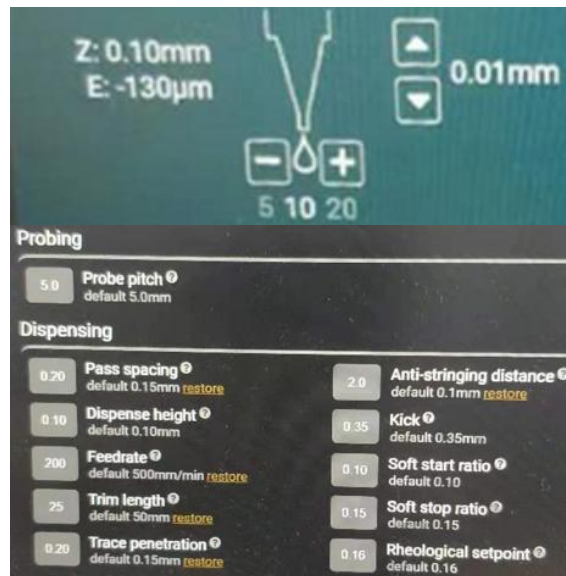 Z: 0.10mm
E: -130µm
0.01mm
5 10 20
Probing
5.0 Probe pitch ?
default 5.0mm
Dispensing
0.20 Pass spacing ?
default 0.15mm restore
0.10 Dispense height ?
default 0.10mm
200 Feedrate ?
default 500mm/min restore
25 Trim length ?
default 50mm restore
0.20 Trace penetration ?
default 0.15mm restore
2.0 Anti-stringing distance ?
default 0.1mm restore
0.35 Kick ?
default 0.35mm
0.10 Soft start ratio ?
default 0.10
0.15 Soft stop ratio ?
default 0.15
0.16 Rheological setpoint ?
default 0.16